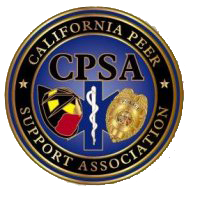 CALIFORNIA PEER
CPSA
SUPPORT ASSOCIATION